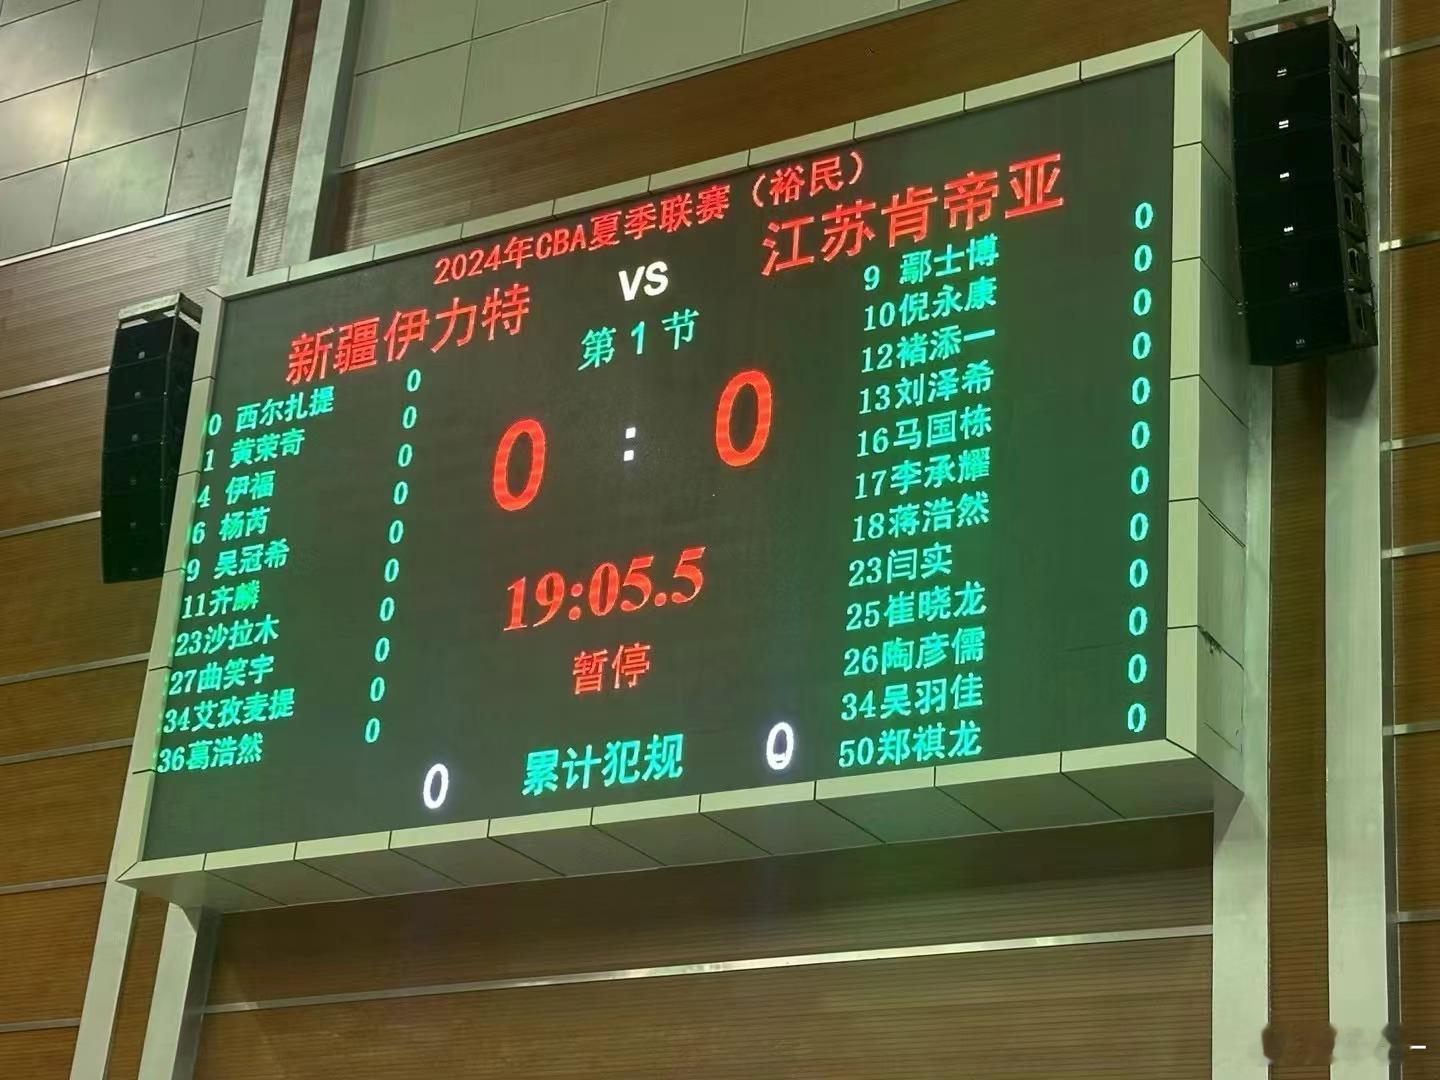 2024年CBA夏季联赛（裕民）
新疆伊力特
VS
江苏肯帝亚
第 1 节
0 : 0
19:05.5
暂停
0 累计犯规 0
0 西尔扎提 0
1 黄荣奇 0
4 伊福 0
6 杨芮 0
9 吴冠希 0
11齐麟 0
23沙拉木 0
27曲笑宇 0
34艾孜麦提 0
36葛浩然 0
9 鄢士博 0
10倪永康 0
12褚添一 0
13刘泽希 0
16马国栋 0
17李承耀 0
18蒋浩然 0
23闫实 0
25崔晓龙 0
26陶彦儒 0
34吴羽佳 0
50郑祺龙 0